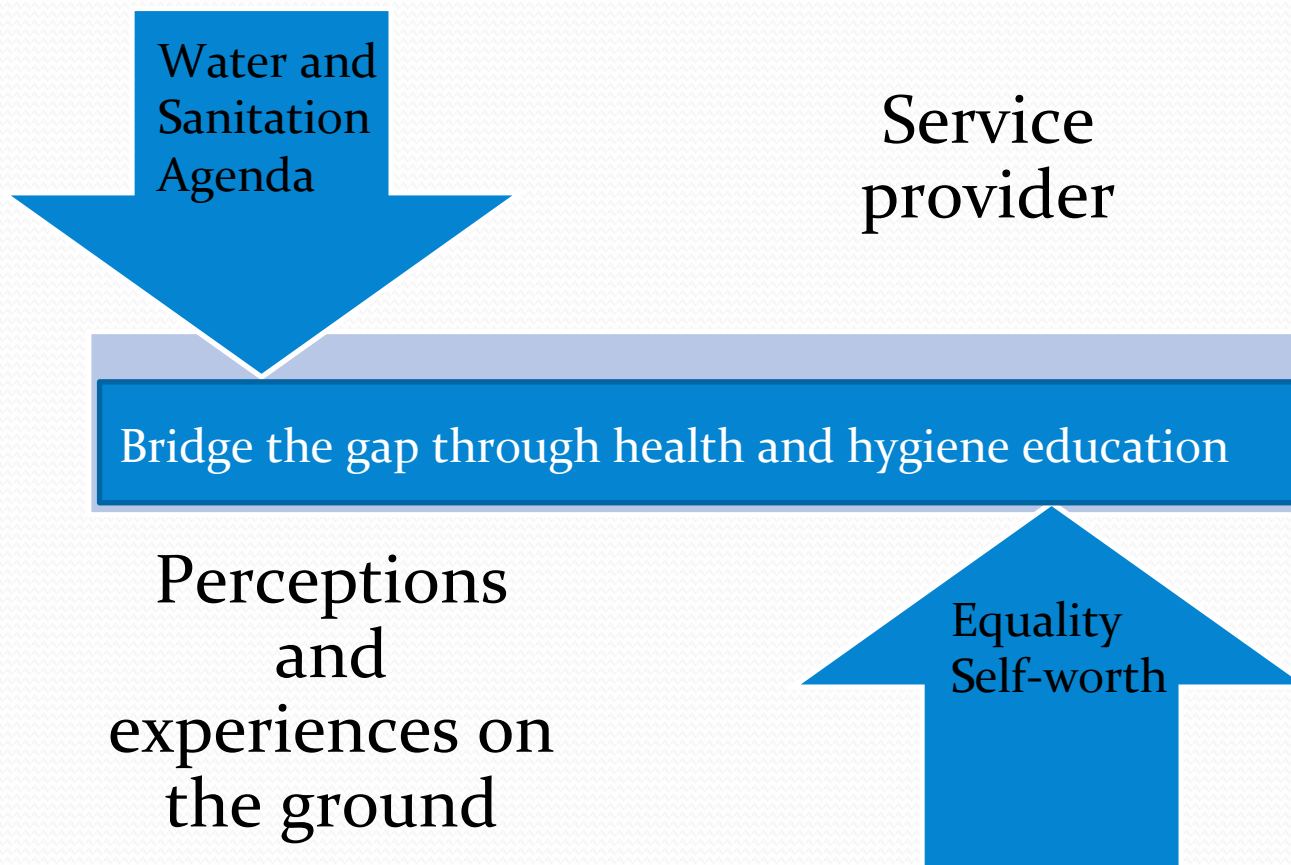 Water and
Sanitation
Agenda
Service
provider
Bridge the gap through health and hygiene education
Perceptions
and
experiences on
the ground
Equality
Self-worth